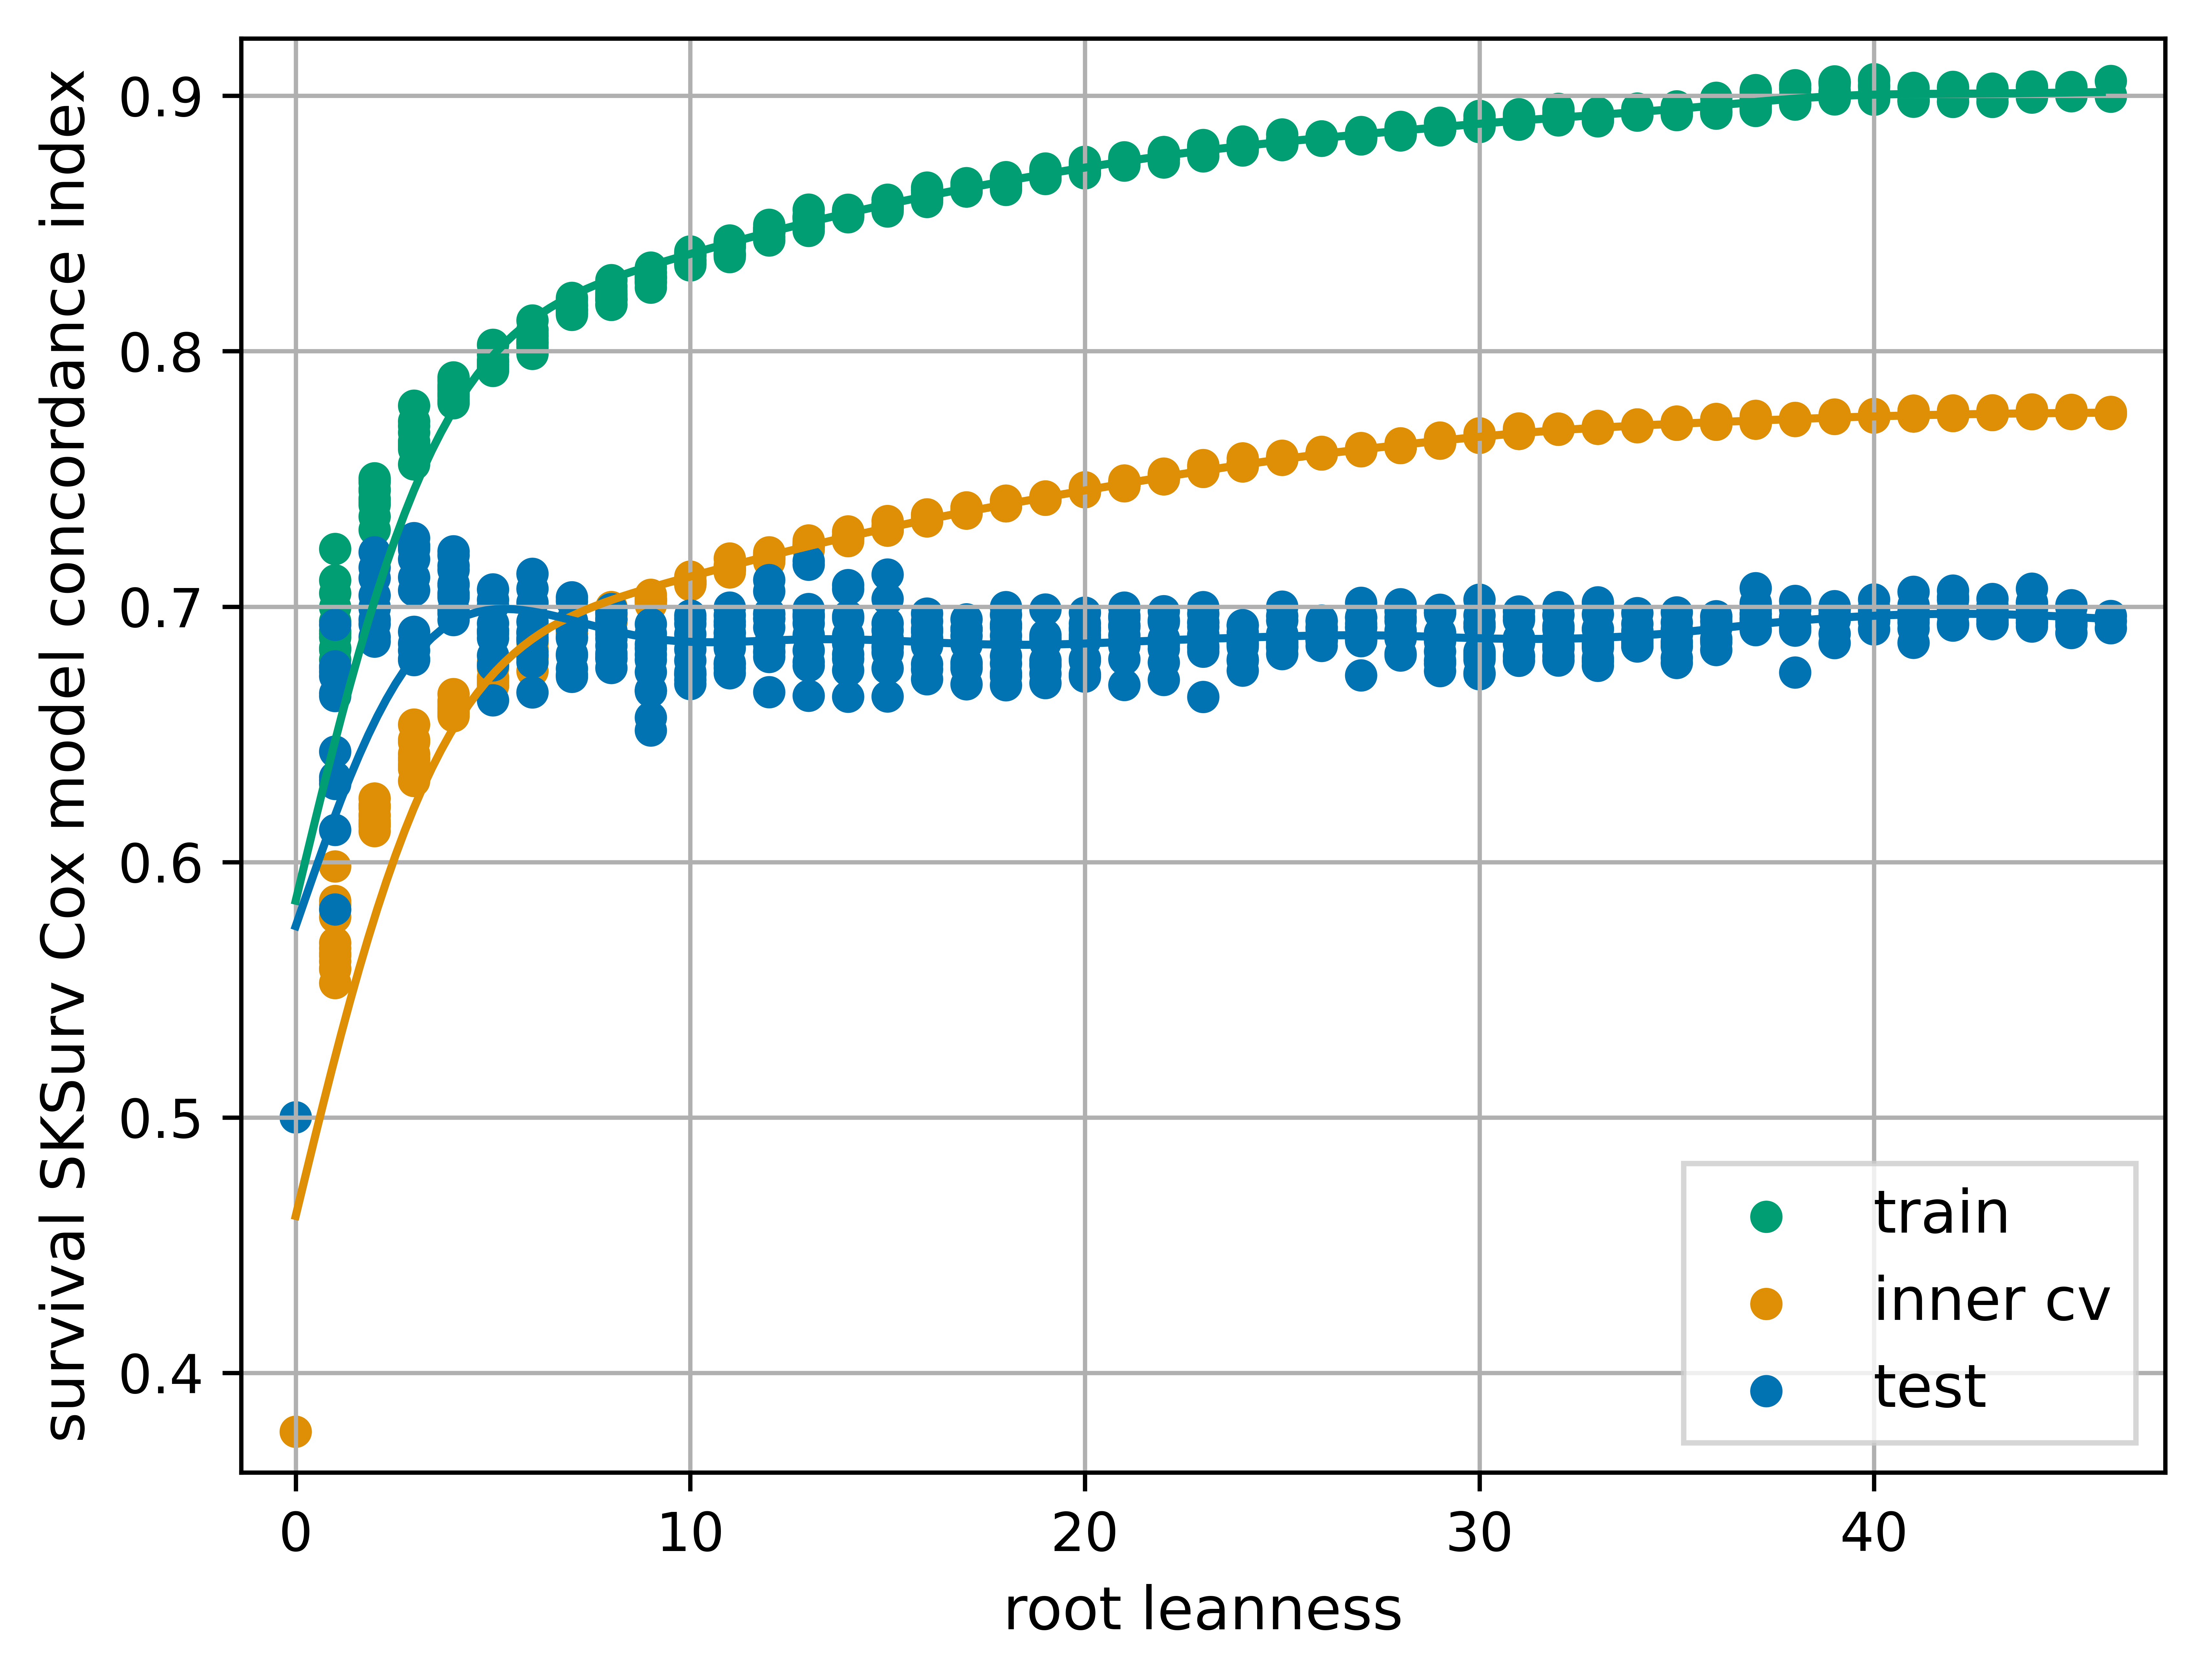 survival SKSurv Cox model concordance index
0.9
0.8
0.7
0.6
0.5
0.4
0 10 20 30 40
root leanness
train
inner cv
test